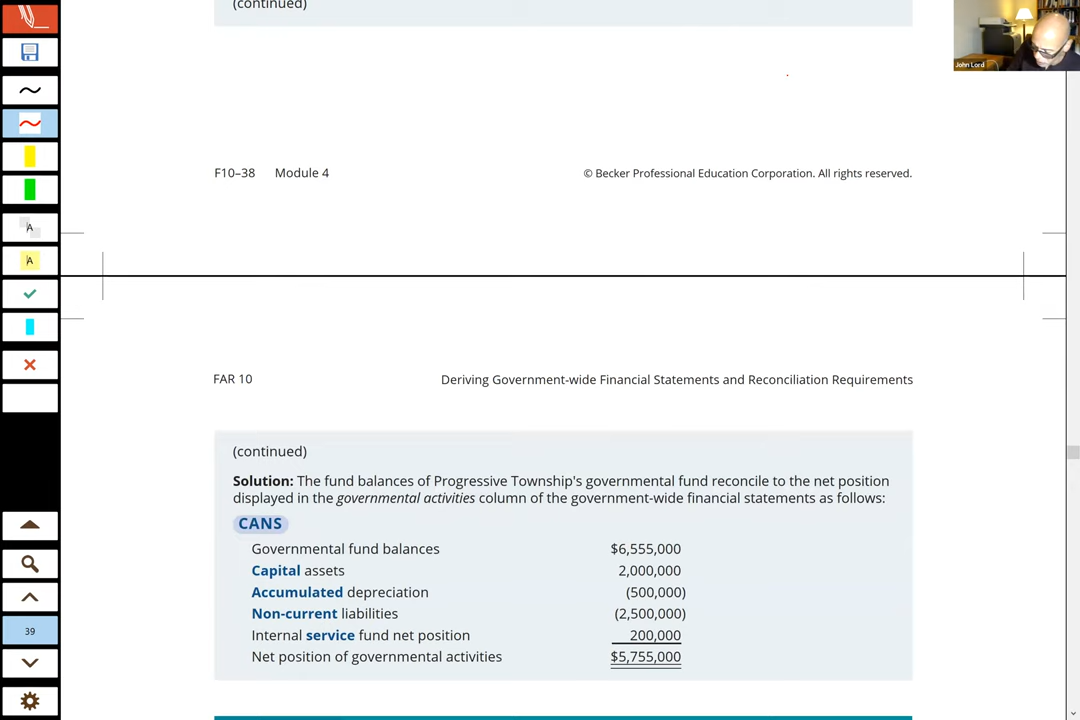 (continued)
John Lord
F10–38 Module 4 © Becker Professional Education Corporation. All rights reserved.
A
A
39
FAR 10 Deriving Government-wide Financial Statements and Reconciliation Requirements
(continued)
Solution: The fund balances of Progressive Township's governmental fund reconcile to the net position
displayed in the governmental activities column of the government-wide financial statements as follows:
CANS
Governmental fund balances $6,555,000
Capital assets 2,000,000
Accumulated depreciation (500,000)
Non-current liabilities (2,500,000)
Internal service fund net position 200,000
Net position of governmental activities $5,755,000